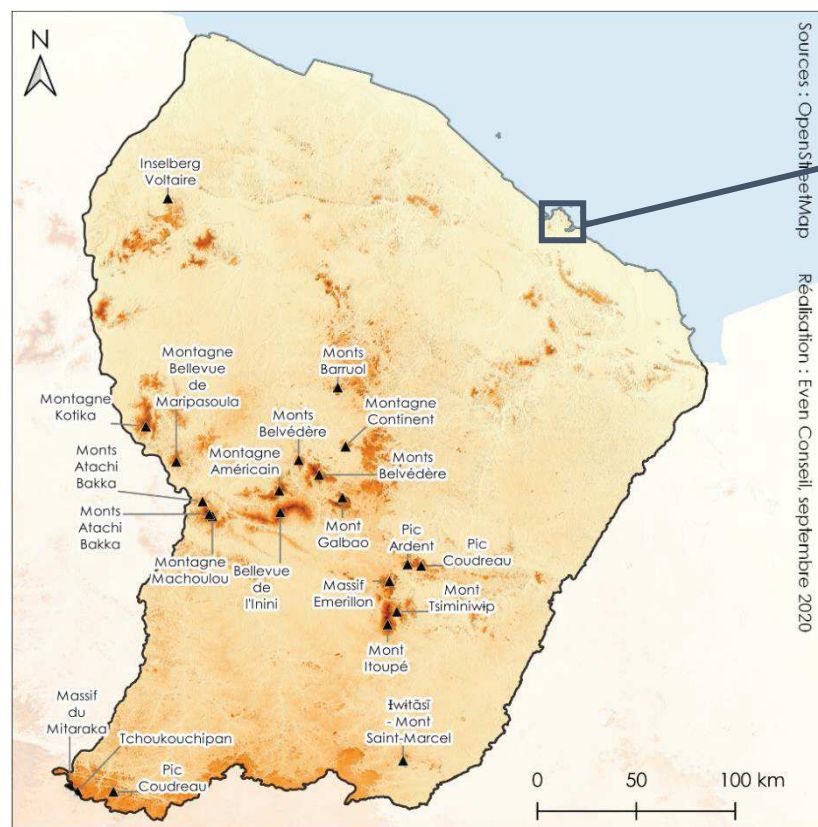 N
Inselberg
Voltaire
Montagne
Bellevue
de
Maripasoula
Monts
Barruol
Montagne
Kotika
Montagne
Continent
Monts
Belvédère
Monts
Atachi
Bakka
Montagne
Américain
Monts
Belvédère
Monts
Atachi
Bakka
Mont
Galbao
Pic
Ardent
Pic
Coudreau
Montagne
Machoulou
Bellevue
de
l'Inini
Massif
Emerillon
Mont
Tsiminiwɨp
Mont
Itoupé
Massif
du
Mitaraka
Tchoukouchipan
Pic
Coudreau
Ɨwɨtãsĩ
- Mont
Saint-Marcel
0 50 100 km
Sources : OpenStreetMap Réalisation : Even Conseil, septembre 2020